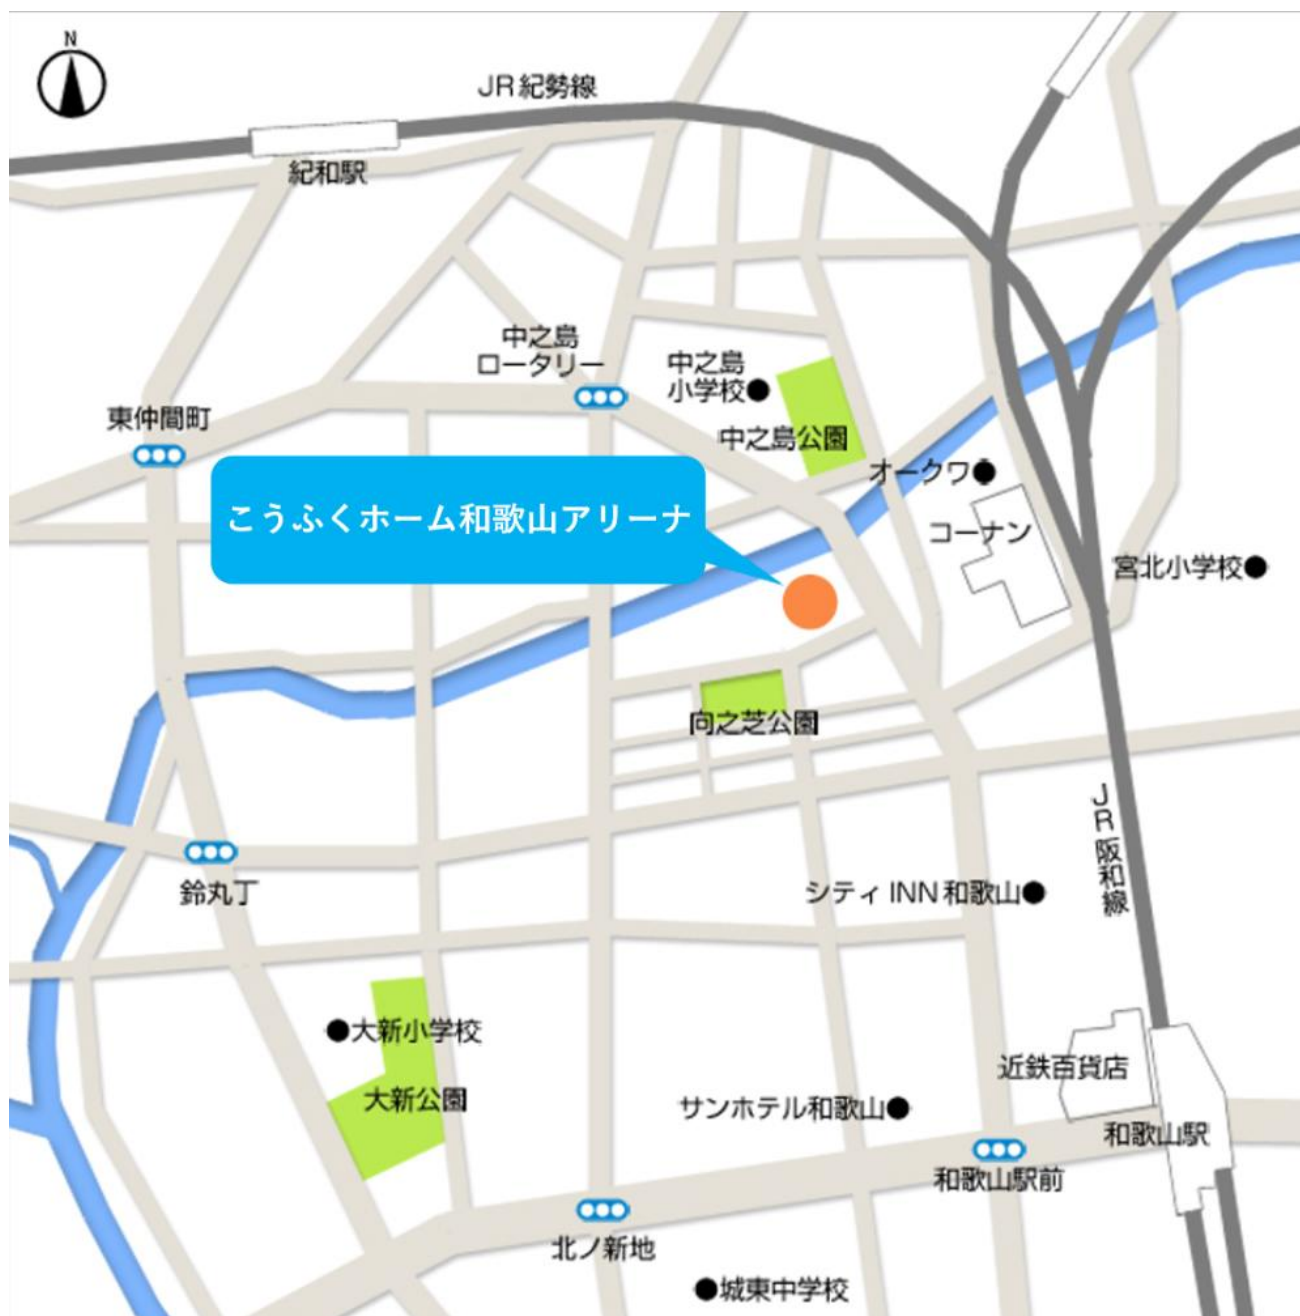 N
JR紀勢線
紀和駅
中之島
ロータリー
中之島
小学校
東仲間町
中之島公園
オークワ
こうふくホーム和歌山アリーナ
コーナン
宮北小学校
向之芝公園
JR阪和線
鈴丸丁
シティ INN 和歌山
大新小学校
近鉄百貨店
大新公園
サンホテル和歌山
和歌山駅
和歌山駅前
北ノ新地
城東中学校